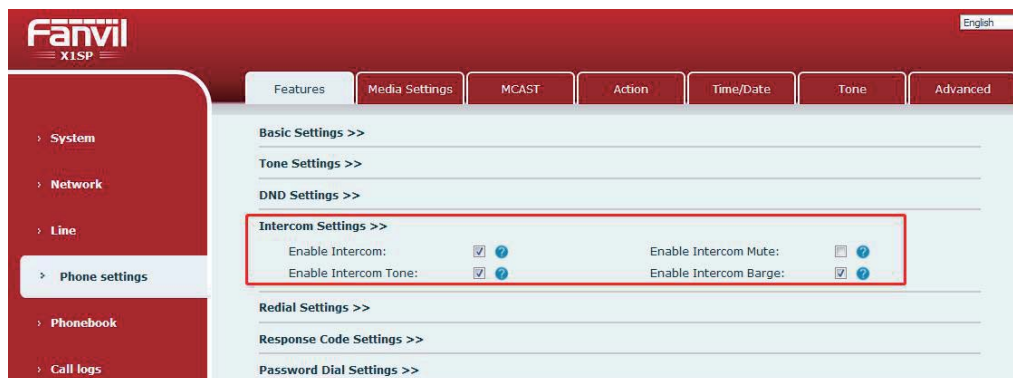 Fanvil
X1SP
English
Features Media Settings MCAST Action Time/Date Tone Advanced
› System
› Network
› Line
› Phone settings
› Phonebook
› Call logs
Basic Settings >>
Tone Settings >>
DND Settings >>
Intercom Settings >>
Enable Intercom: Enable Intercom Mute:
Enable Intercom Tone: Enable Intercom Barge:
Redial Settings >>
Response Code Settings >>
Password Dial Settings >>